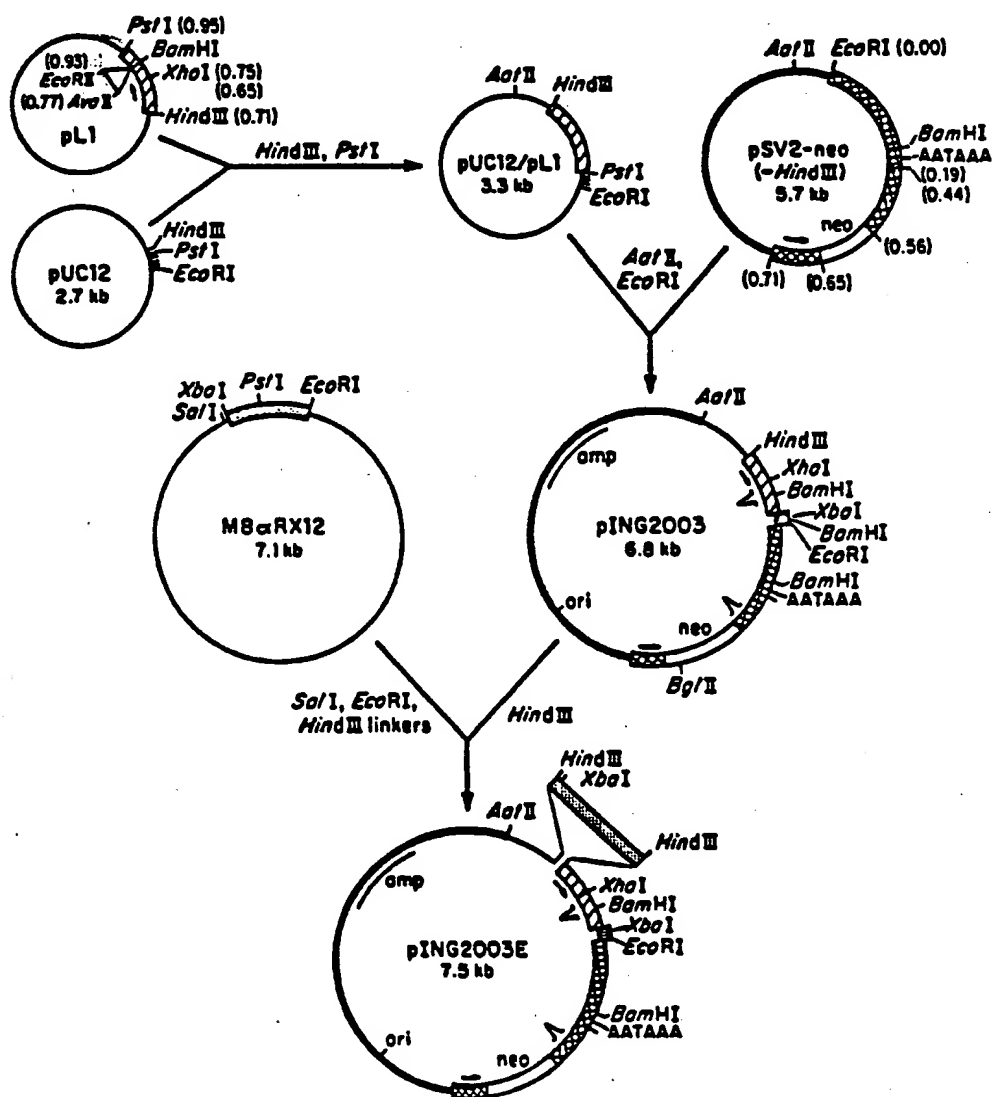 PstI (0.95)
BamHI
(0.93)
EcoRII
XhoI (0.75)
(0.65)
(0.77) AvaII
HindIII (0.71)
pL1
HindIII, PstI
HindIII
PstI
EcoRI
pUC12
2.7 kb
AatII
HindIII
pUC12/pL1
3.3 kb
PstI
EcoRI
AatII
EcoRI (0.00)
pSV2-neo
(-HindIII)
5.7 kb
BamHI
AATAAA
(0.19)
(0.44)
neo
(0.56)
(0.71)
(0.65)
AatII,
EcoRI
XbaI
PstI
EcoRI
SalI
M8αRX12
7.1 kb
AatII
HindIII
amp
XhoI
BamHI
XbaI
pING2003
6.8 kb
BamHI
EcoRI
BamHI
AATAAA
ori
neo
BglII
SalI, EcoRI,
HindIII linkers
HindIII
HindIII
XbaI
AatII
HindIII
amp
XhoI
BamHI
XbaI
EcoRI
pING2003E
7.5 kb
BamHI
AATAAA
ori
neo